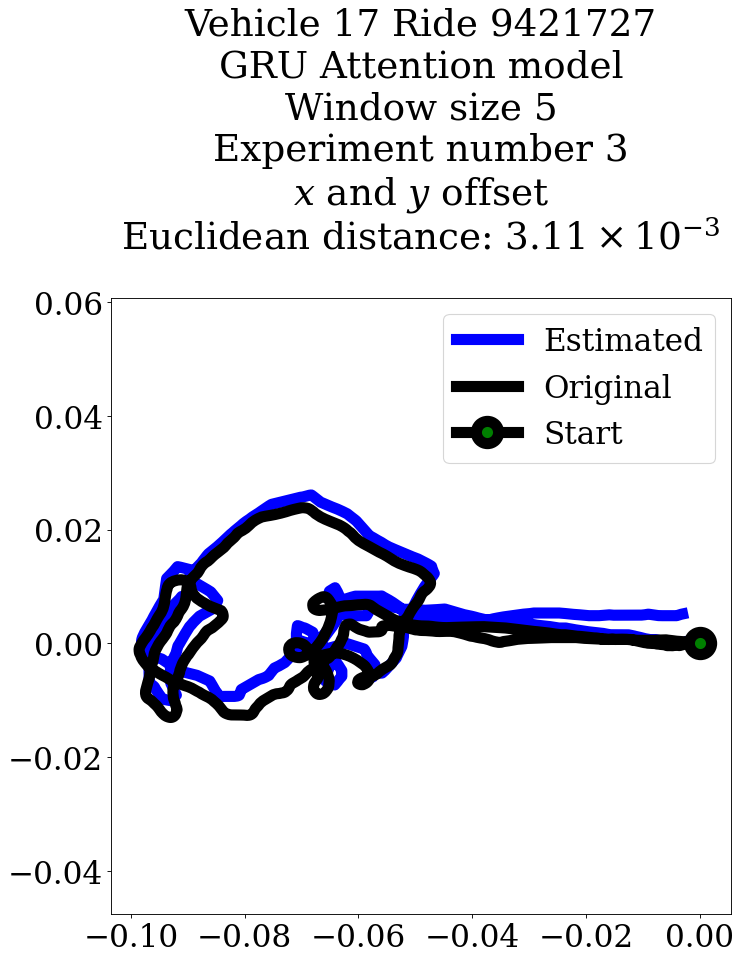 Vehicle 17 Ride 9421727
GRU Attention model
Window size 5
Experiment number 3
x and y offset
Euclidean distance: 3.11 × 10⁻³
Estimated
Original
Start
0.06
0.04
0.02
0.00
−0.02
−0.04
−0.10 −0.08 −0.06 −0.04 −0.02 0.00